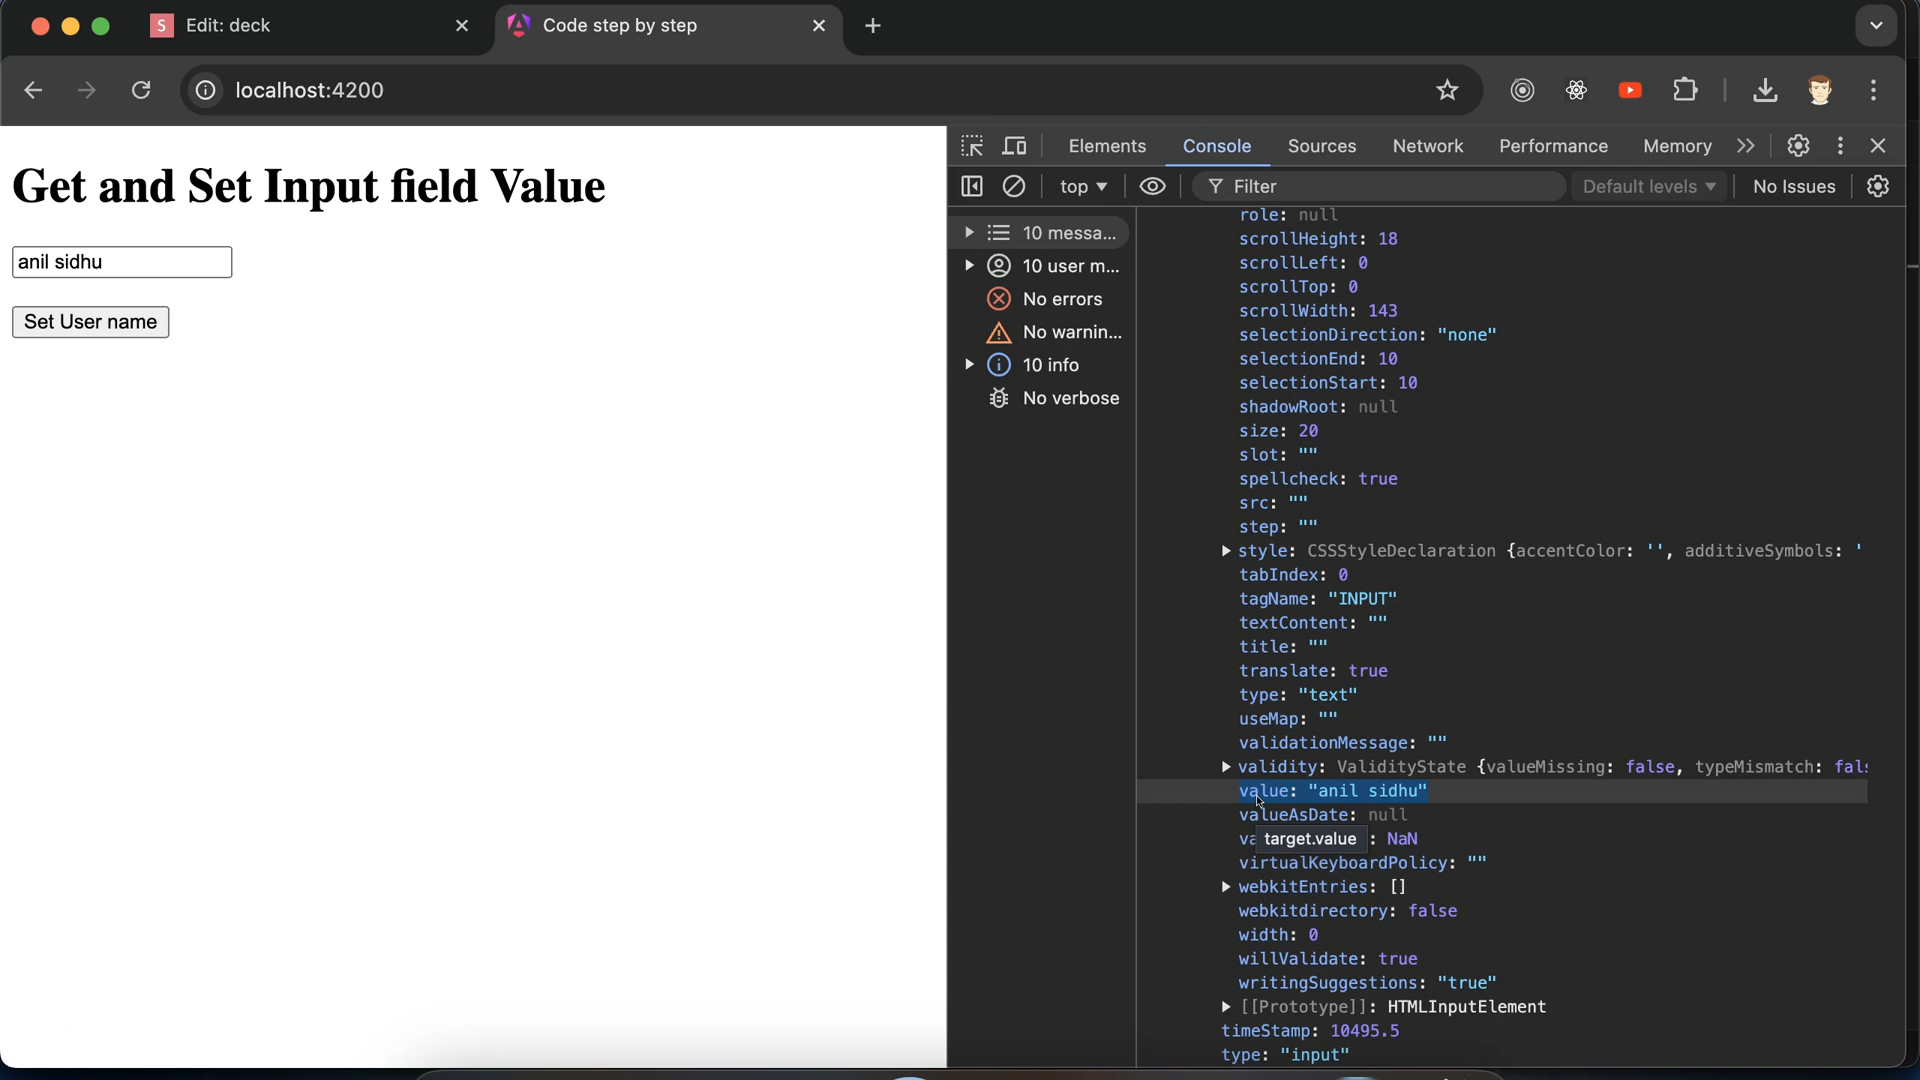 S Edit: deck
Code step by step
localhost:4200
Get and Set Input field Value
anil sidhu
Set User name
Elements Console Sources Network Performance Memory
top Filter Default levels No Issues
10 messa...
10 user m...
No errors
No warnin...
10 info
No verbose
role: null
scrollHeight: 18
scrollLeft: 0
scrollTop: 0
scrollWidth: 143
selectionDirection: "none"
selectionEnd: 10
selectionStart: 10
shadowRoot: null
size: 20
slot: ""
spellcheck: true
src: ""
step: ""
style: CSSStyleDeclaration {accentColor: '', additiveSymbols: '
tabIndex: 0
tagName: "INPUT"
textContent: ""
title: ""
translate: true
type: "text"
useMap: ""
validationMessage: ""
validity: ValidityState {valueMissing: false, typeMismatch: fals
value: "anil sidhu"
valueAsDate: null
va target.value : NaN
virtualKeyboardPolicy: ""
webkitEntries: []
webkitdirectory: false
width: 0
willValidate: true
writingSuggestions: "true"
[[Prototype]]: HTMLInputElement
timeStamp: 10495.5
type: "input"